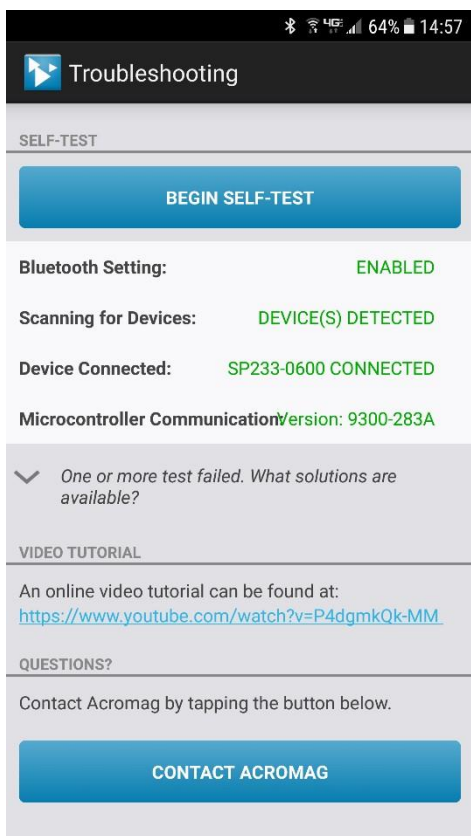 4G 64% 14:57
Troubleshooting
SELF-TEST
BEGIN SELF-TEST
Bluetooth Setting: ENABLED
Scanning for Devices: DEVICE(S) DETECTED
Device Connected: SP233-0600 CONNECTED
Microcontroller Communication: Version: 9300-283A
One or more test failed. What solutions are
available?
VIDEO TUTORIAL
An online video tutorial can be found at:
https://www.youtube.com/watch?v=P4dgmkQk-MM
QUESTIONS?
Contact Acromag by tapping the button below.
CONTACT ACROMAG